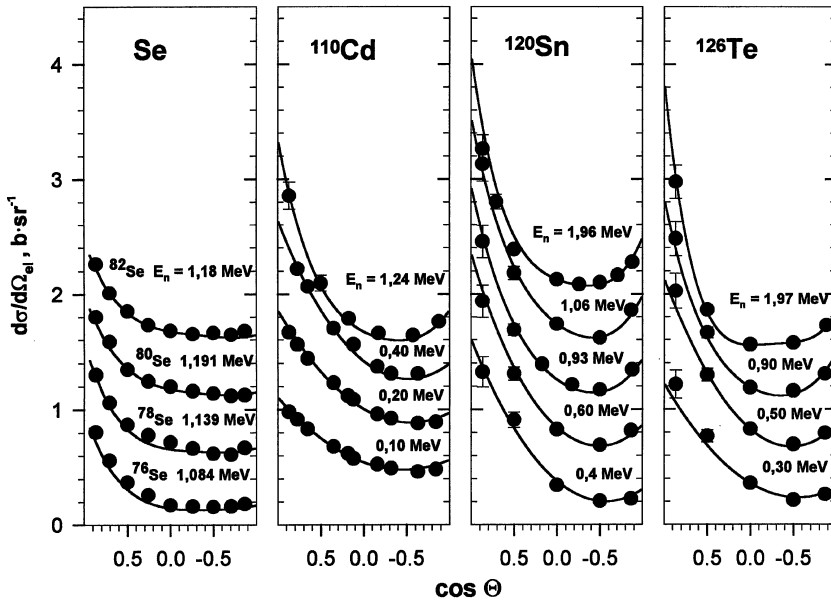 Se
¹¹⁰Cd
¹²⁰Sn
¹²⁶Te
dσ/dΩel, b·sr⁻¹
4
3
2
1
0
⁸²Se Eₙ = 1,18 MeV
⁸⁰Se 1,191 MeV
⁷⁸Se 1,139 MeV
⁷⁶Se 1,084 MeV
Eₙ = 1,24 MeV
0,40 MeV
0,20 MeV
0,10 MeV
Eₙ = 1,96 MeV
1,06 MeV
0,93 MeV
0,60 MeV
0,4 MeV
Eₙ = 1,97 MeV
0,90 MeV
0,50 MeV
0,30 MeV
0.5 0.0 -0.5
0.5 0.0 -0.5
0.5 0.0 -0.5
0.5 0.0 -0.5
cos Θ